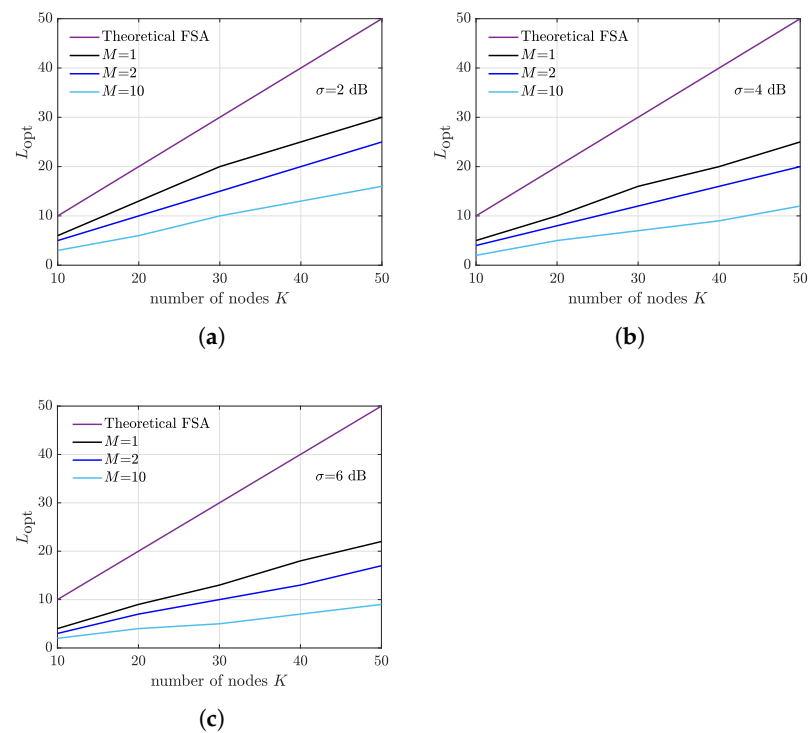 50
40
30
20
10
0
Lopt
Theoretical FSA
M=1
M=2
M=10
σ=2 dB
10 20 30 40 50
number of nodes K
(a)
50
40
30
20
10
0
Lopt
Theoretical FSA
M=1
M=2
M=10
σ=4 dB
10 20 30 40 50
number of nodes K
(b)
50
40
30
20
10
0
Lopt
Theoretical FSA
M=1
M=2
M=10
σ=6 dB
10 20 30 40 50
number of nodes K
(c)